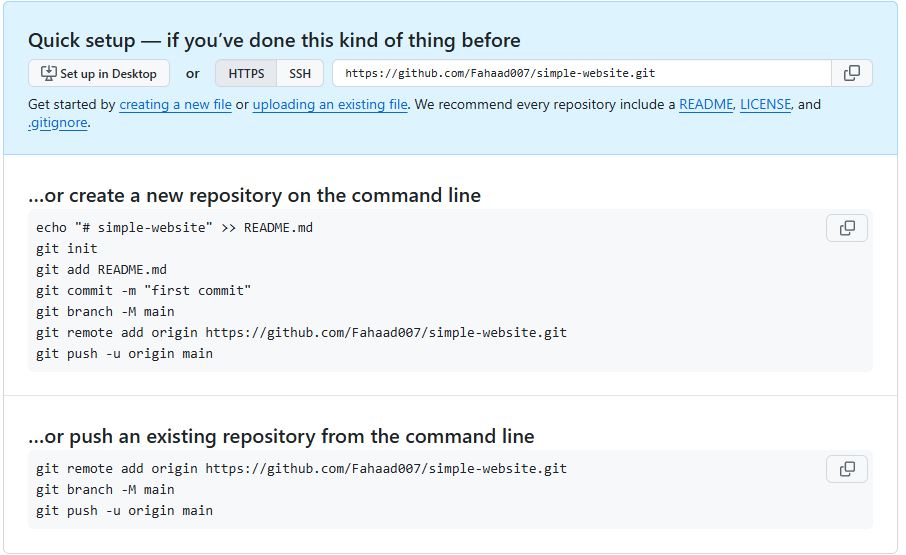 Quick setup — if you’ve done this kind of thing before
Set up in Desktop or HTTPS SSH https://github.com/Fahaad007/simple-website.git
Get started by creating a new file or uploading an existing file. We recommend every repository include a README, LICENSE, and
.gitignore.
…or create a new repository on the command line
echo "# simple-website" >> README.md
git init
git add README.md
git commit -m "first commit"
git branch -M main
git remote add origin https://github.com/Fahaad007/simple-website.git
git push -u origin main
…or push an existing repository from the command line
git remote add origin https://github.com/Fahaad007/simple-website.git
git branch -M main
git push -u origin main